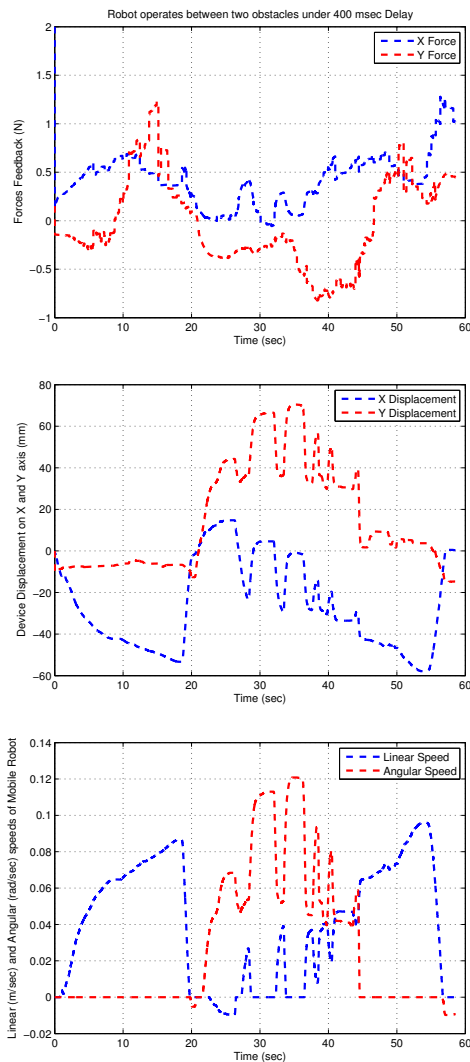 Robot operates between two obstacles under 400 msec Delay
2
1.5
1
0.5
0
−0.5
−1
Forces Feedback (N)
X Force
Y Force
0 10 20 30 40 50 60
Time (sec)
80
60
40
20
0
−20
−40
−60
Device Displacement on X and Y axis (mm)
X Displacement
Y Displacement
0 10 20 30 40 50 60
Time (sec)
0.14
0.12
0.1
0.08
0.06
0.04
0.02
0
−0.02
Linear (m/sec) and Angular (rad/sec) speeds of Mobile Robot
Linear Speed
Angular Speed
0 10 20 30 40 50 60
Time (sec)